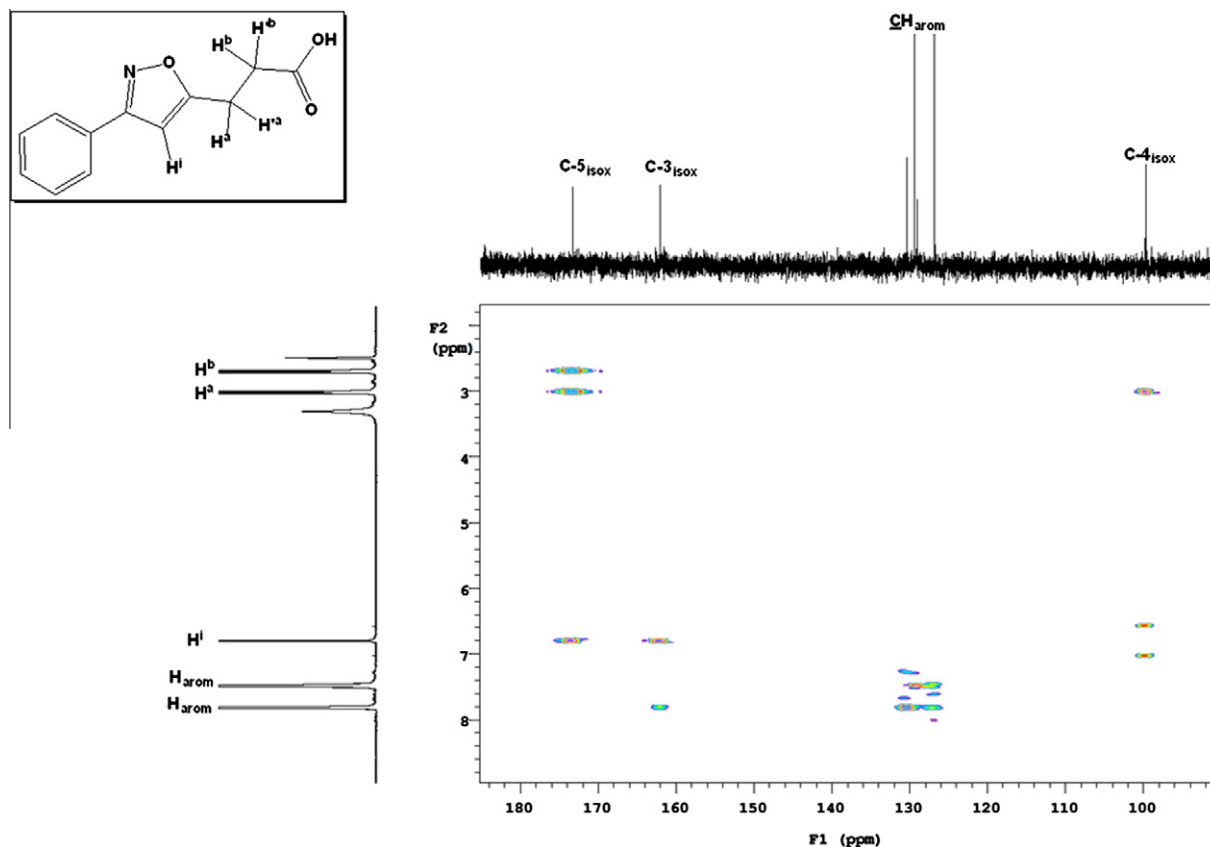 H^b H'^b OH
N O
O
H^a H'^a
H^i
CH_arom
C-5_isox C-3_isox C-4_isox
F2
(ppm)
H^b
H^a
H^i
H_arom
H_arom
3
4
5
6
7
8
180 170 160 150 140 130 120 110 100
F1 (ppm)